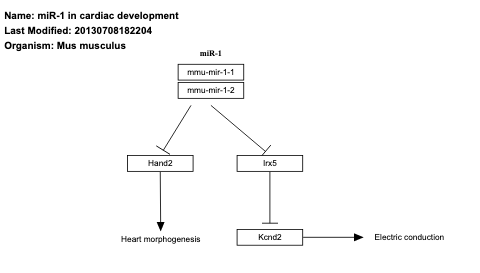 Name: miR-1 in cardiac development
Last Modified: 20130708182204
Organism: Mus musculus
miR-1
mmu-mir-1-1
mmu-mir-1-2
Hand2
Irx5
Heart morphogenesis
Kcnd2
Electric conduction